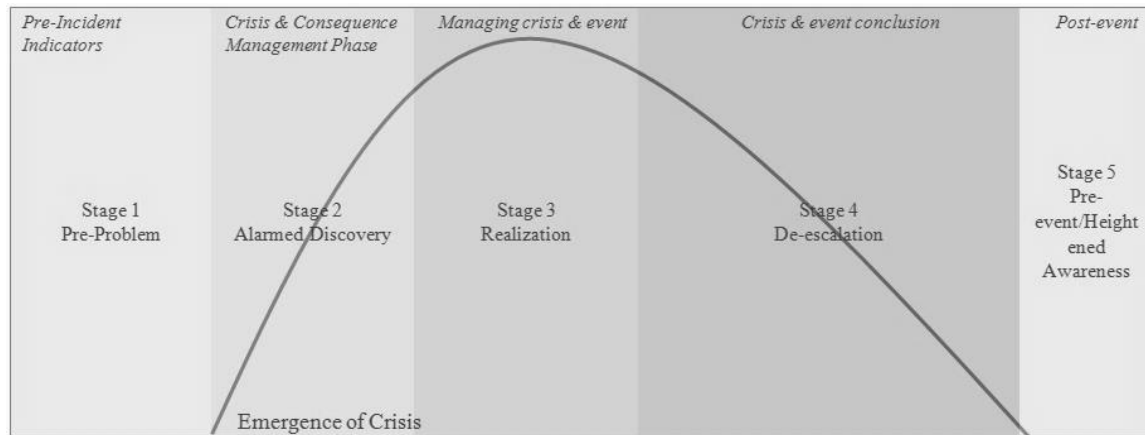 Pre-Incident
Indicators
Crisis & Consequence
Management Phase
Managing crisis & event
Crisis & event conclusion
Post-event
Stage 1
Pre-Problem
Stage 2
Alarmed Discovery
Stage 3
Realization
Stage 4
De-escalation
Stage 5
Pre-
event/Height
ened
Awareness
Emergence of Crisis